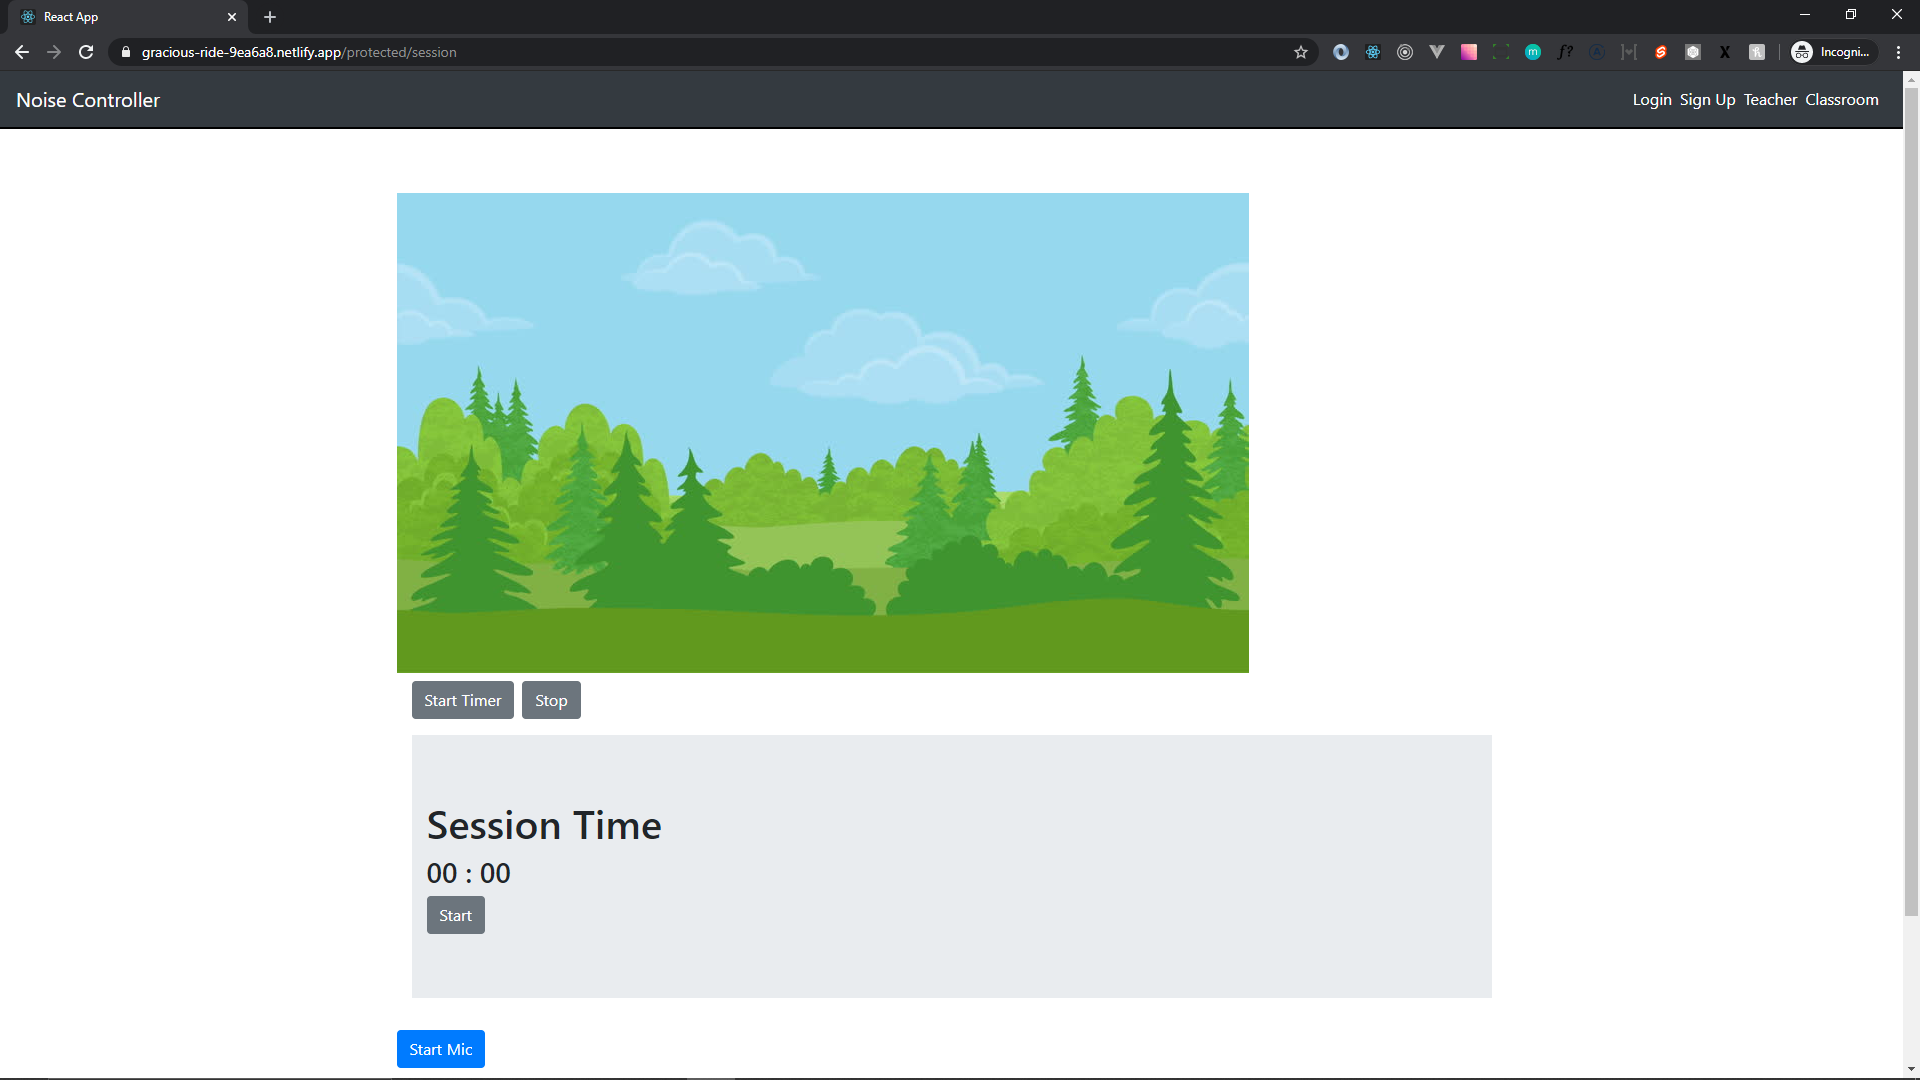 React App
gracious-ride-9ea6a8.netlify.app/protected/session
Incogni...
Noise Controller
Login Sign Up Teacher Classroom
Start Timer Stop
Session Time
00 : 00
Start
Start Mic